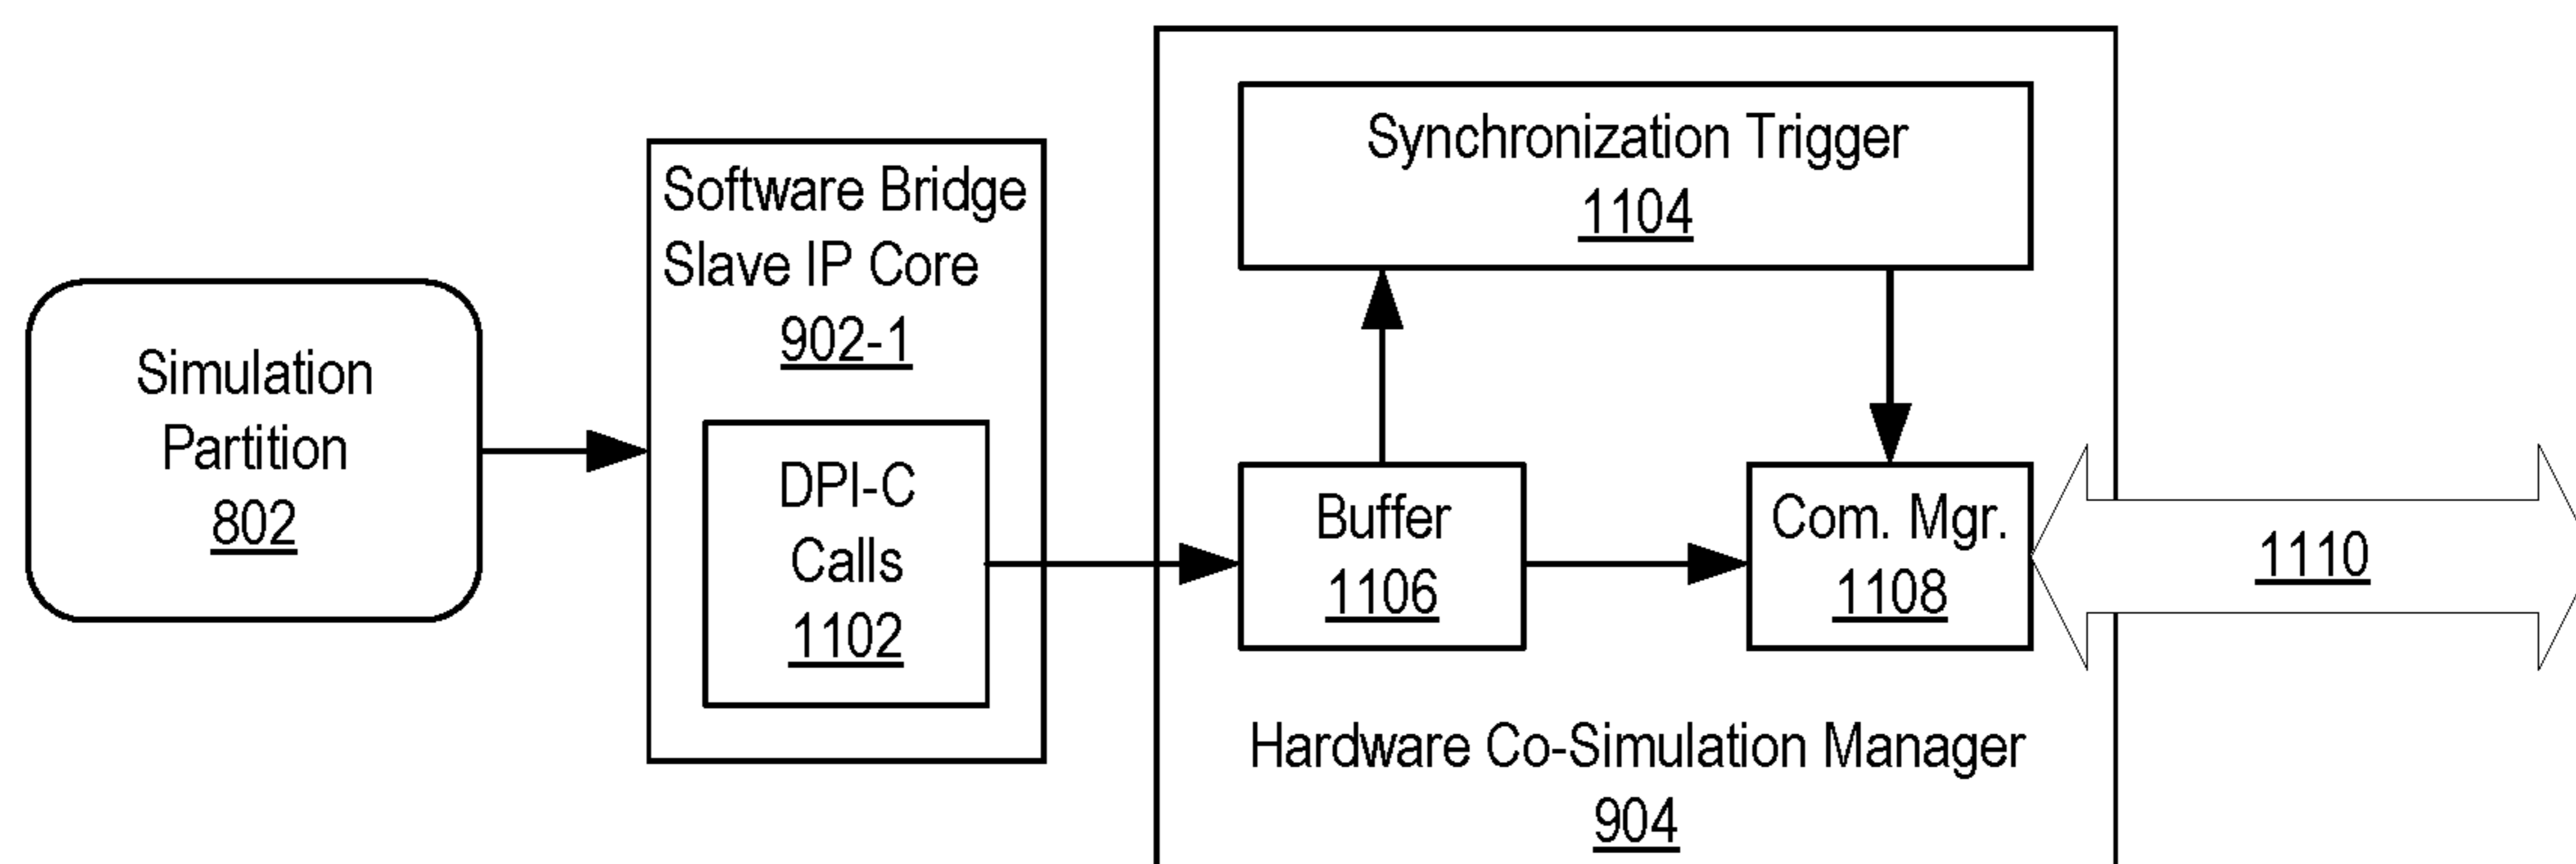 Simulation
Partition
802
Software Bridge
Slave IP Core
902-1
DPI-C
Calls
1102
Synchronization Trigger
1104
Buffer
1106
Com. Mgr.
1108
Hardware Co-Simulation Manager
904
1110